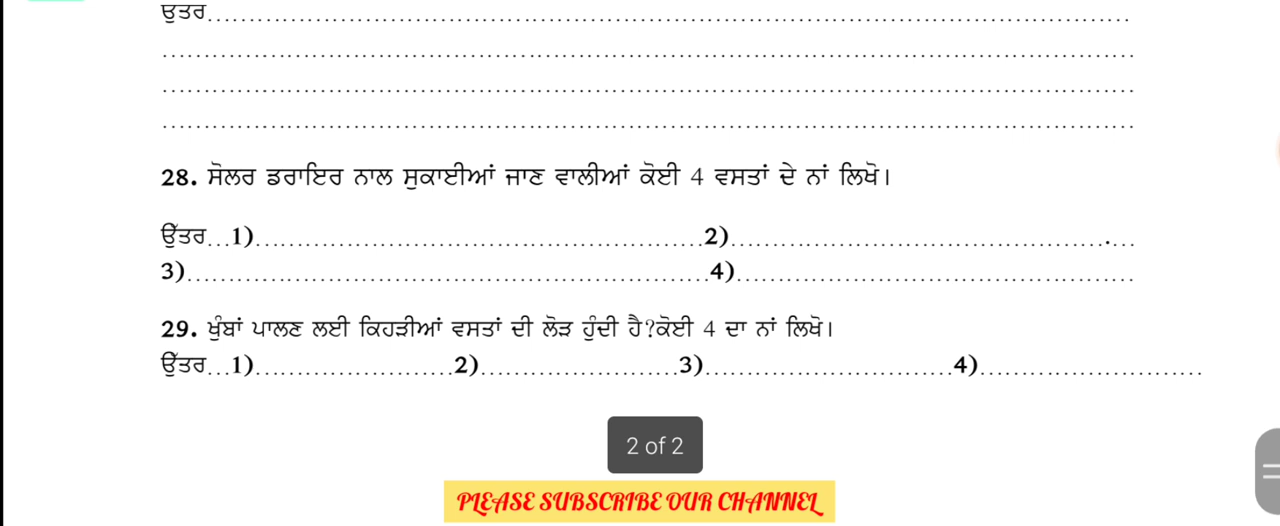 ਉਤਰ..............................................................................................
....................................................................................................
....................................................................................................
....................................................................................................
28. ਸੋਲਰ ਡਰਾਇਰ ਨਾਲ ਸੁਕਾਈਆਂ ਜਾਣ ਵਾਲੀਆਂ ਕੋਈ 4 ਵਸਤਾਂ ਦੇ ਨਾਂ ਲਿਖੋ।
ਉੱਤਰ...1)..............................................2)..........................................
3)......................................................4).........................................
29. ਖੁੰਬਾਂ ਪਾਲਣ ਲਈ ਕਿਹੜੀਆਂ ਵਸਤਾਂ ਦੀ ਲੋੜ ਹੁੰਦੀ ਹੈ?ਕੋਈ 4 ਦਾ ਨਾਂ ਲਿਖੋ।
ਉੱਤਰ...1).....................2).....................3)..........................4)........................
2 of 2
PLEASE SUBSCRIBE OUR CHANNEL